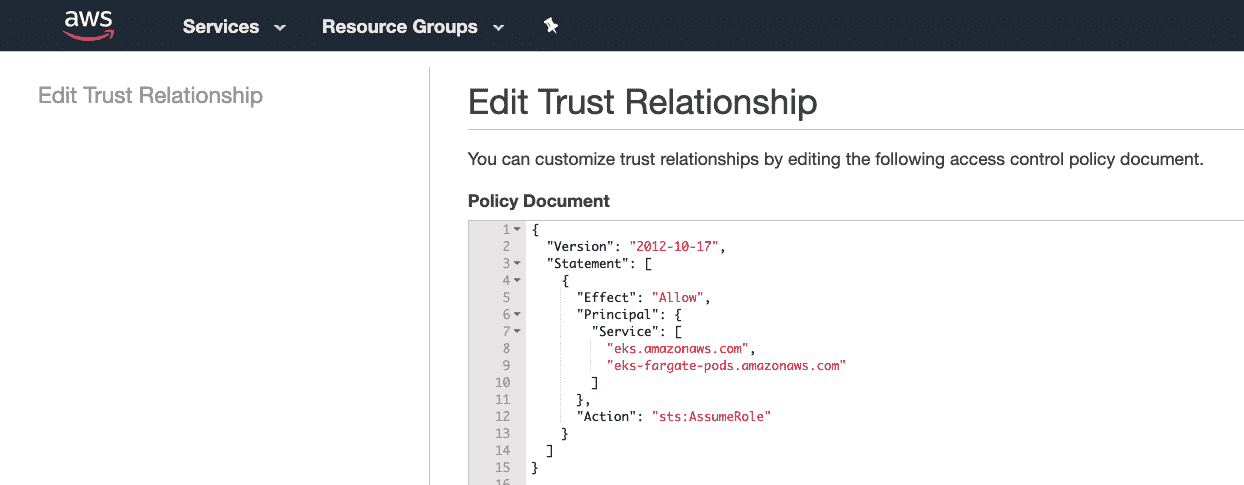 aws Services Resource Groups
Edit Trust Relationship
Edit Trust Relationship
You can customize trust relationships by editing the following access control policy document.
Policy Document
1 {
2 "Version": "2012-10-17",
3 "Statement": [
4 {
5 "Effect": "Allow",
6 "Principal": {
7 "Service": [
8 "eks.amazonaws.com",
9 "eks-fargate-pods.amazonaws.com"
10 ]
11 },
12 "Action": "sts:AssumeRole"
13 }
14 ]
15 }
16